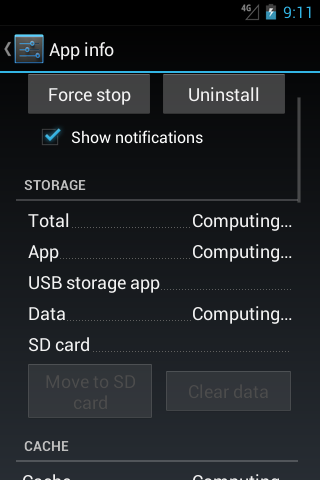 4G 9:11
App info
Force stop Uninstall
Show notifications
STORAGE
Total Computing...
App Computing...
USB storage app
Data Computing...
SD card
Move to SD
card
Clear data
CACHE
Cache Computing...